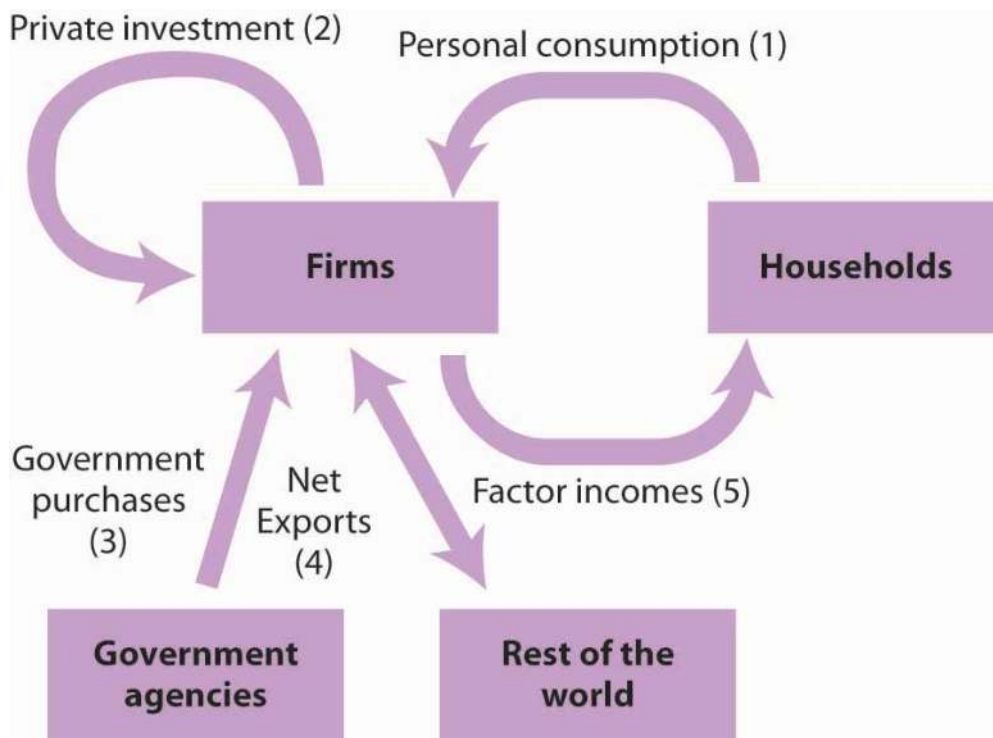 Private investment (2)
Personal consumption (1)
Firms
Households
Government
purchases
(3)
Net
Exports
(4)
Factor incomes (5)
Government
agencies
Rest of the
world